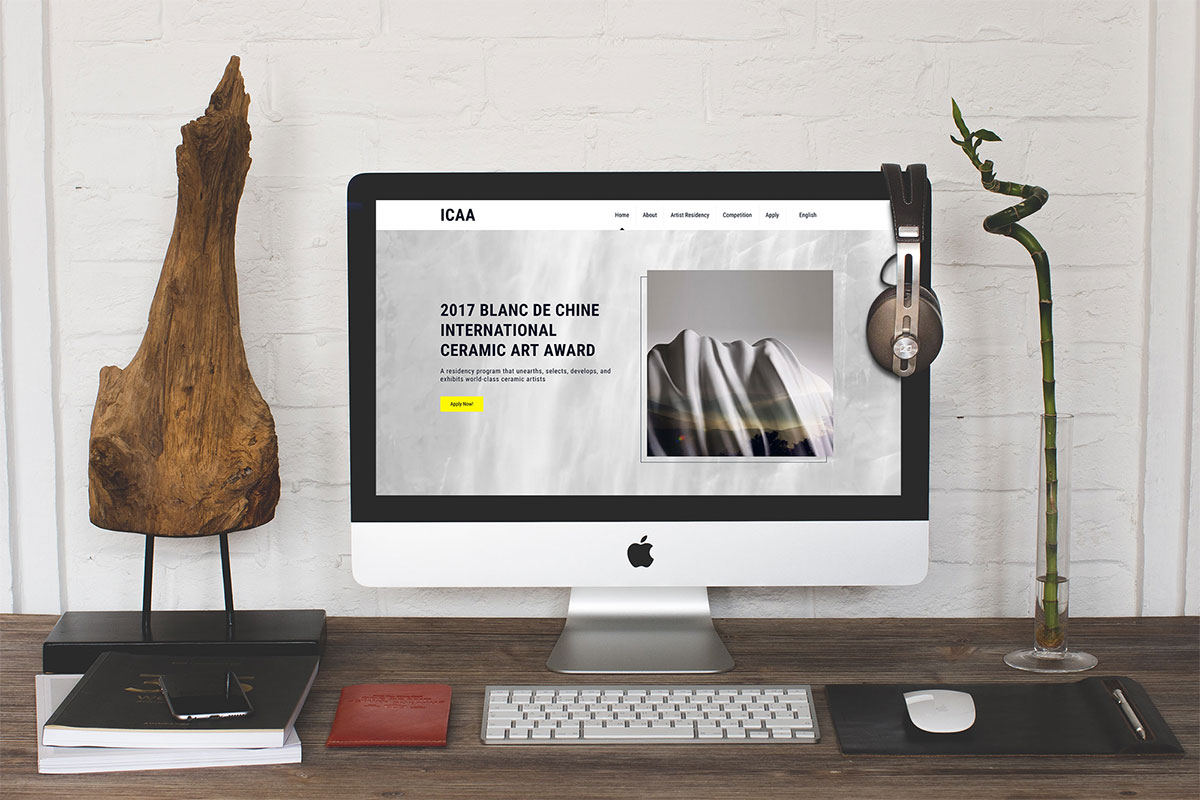 ICAA
Home About Artist Residency Competition Apply English
2017 BLANC DE CHINE
INTERNATIONAL
CERAMIC ART AWARD
A residency program that unearths, selects, develops, and
exhibits world-class ceramic artists
Apply Now!